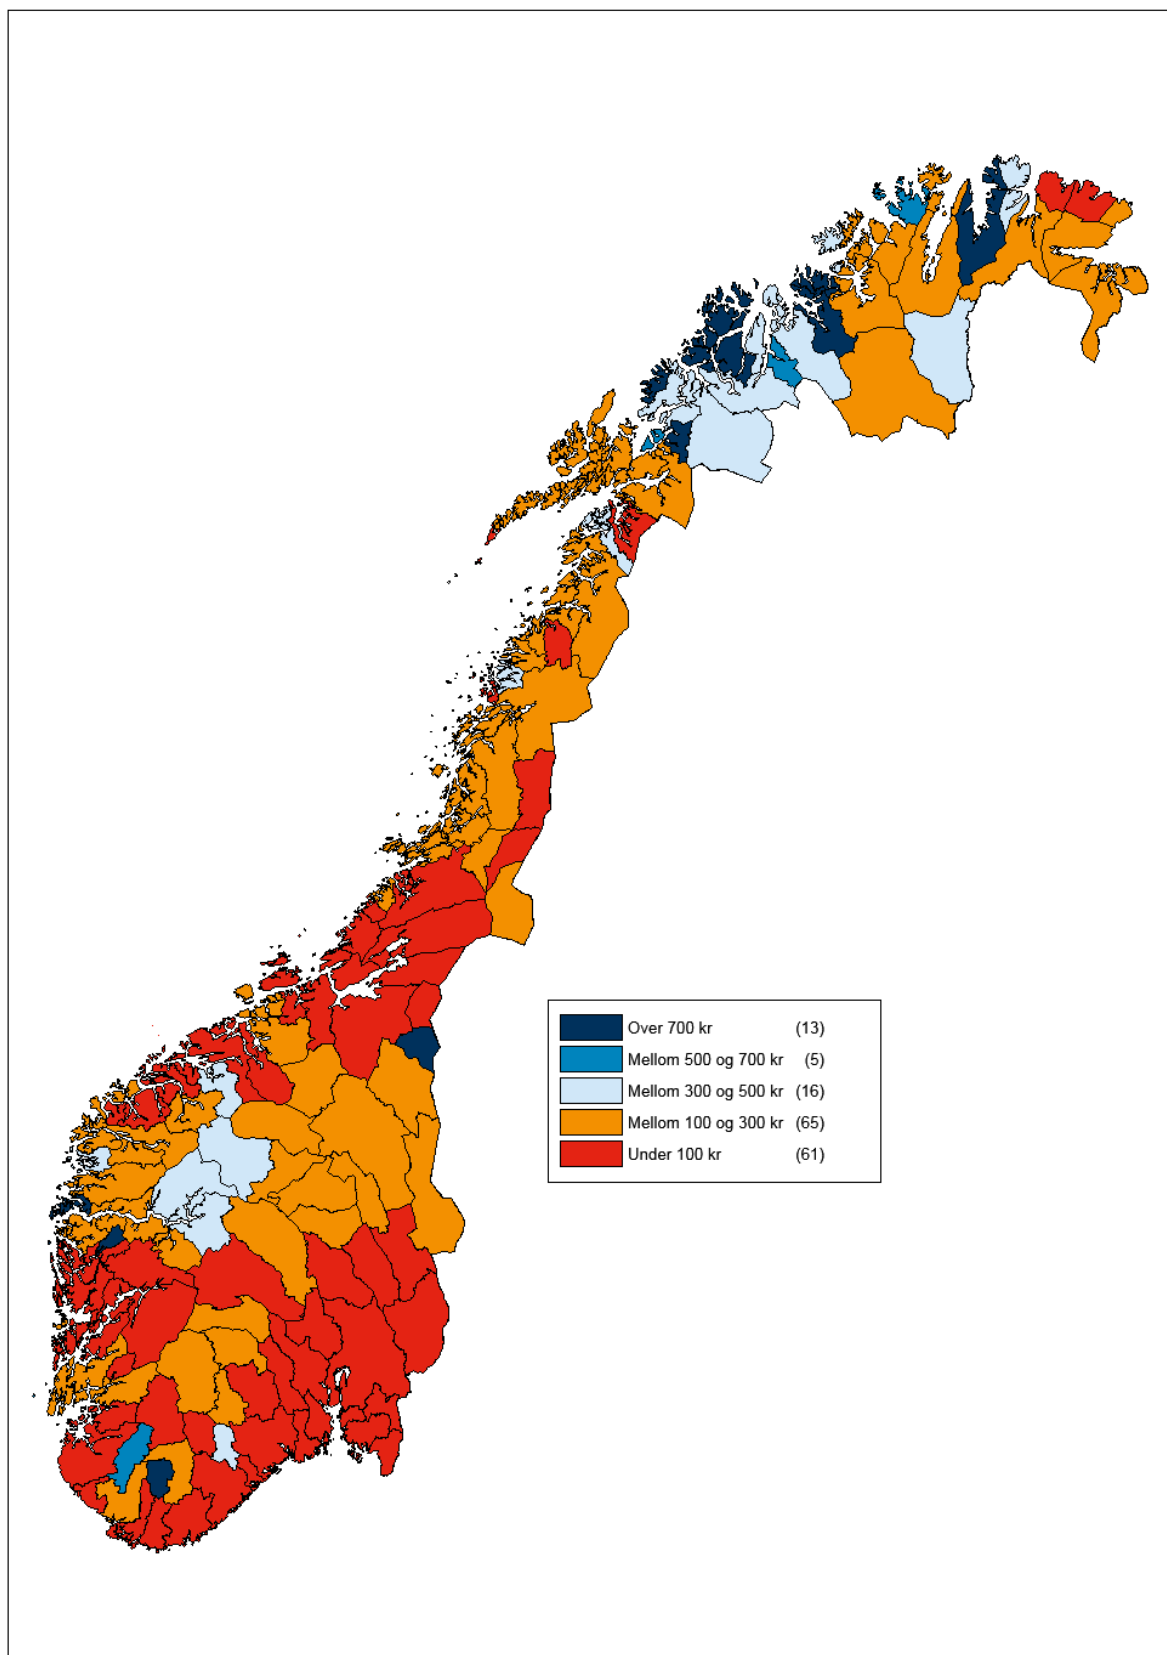 Over 700 kr (13)
Mellom 500 og 700 kr (5)
Mellom 300 og 500 kr (16)
Mellom 100 og 300 kr (65)
Under 100 kr (61)